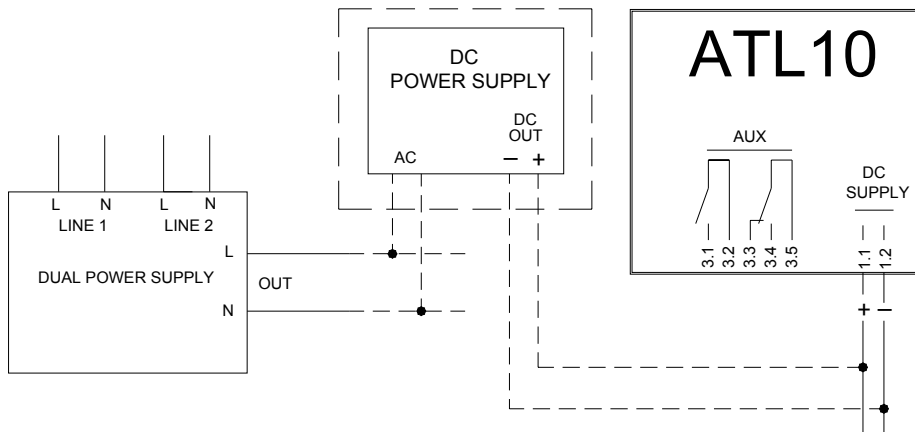 DC
POWER SUPPLY
DC
OUT
AC
− +
ATL10
AUX
DC
SUPPLY
3.1 3.2 3.3 3.4 3.5 1.1 1.2
+ −
L N L N
LINE 1 LINE 2
L
DUAL POWER SUPPLY OUT
N